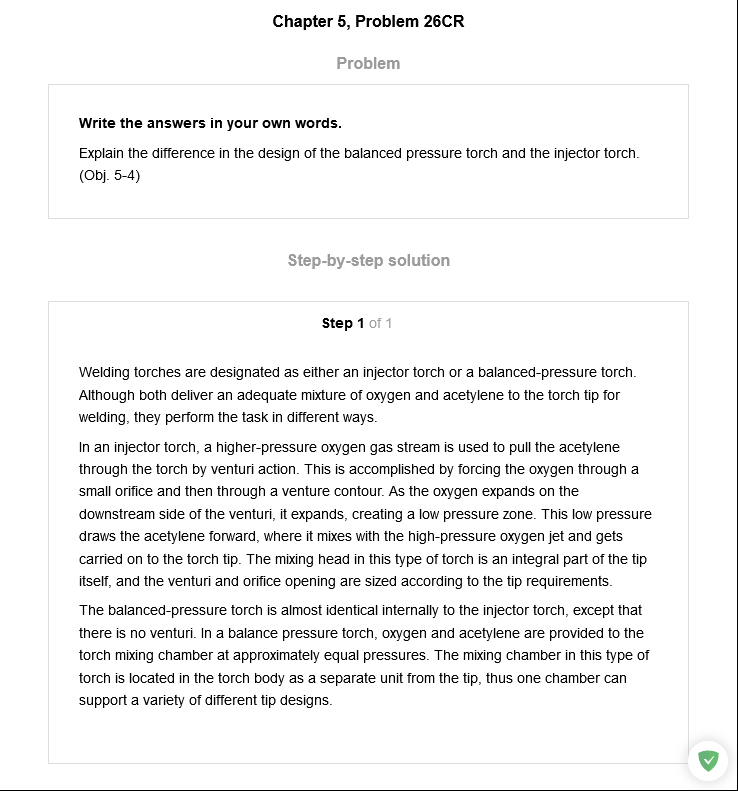 Chapter 5, Problem 26CR
Problem
Write the answers in your own words.
Explain the difference in the design of the balanced pressure torch and the injector torch.
(Obj. 5-4)
Step-by-step solution
Step 1 of 1
Welding torches are designated as either an injector torch or a balanced-pressure torch.
Although both deliver an adequate mixture of oxygen and acetylene to the torch tip for
welding, they perform the task in different ways.
In an injector torch, a higher-pressure oxygen gas stream is used to pull the acetylene
through the torch by venturi action. This is accomplished by forcing the oxygen through a
small orifice and then through a venture contour. As the oxygen expands on the
downstream side of the venturi, it expands, creating a low pressure zone. This low pressure
draws the acetylene forward, where it mixes with the high-pressure oxygen jet and gets
carried on to the torch tip. The mixing head in this type of torch is an integral part of the tip
itself, and the venturi and orifice opening are sized according to the tip requirements.
The balanced-pressure torch is almost identical internally to the injector torch, except that
there is no venturi. In a balance pressure torch, oxygen and acetylene are provided to the
torch mixing chamber at approximately equal pressures. The mixing chamber in this type of
torch is located in the torch body as a separate unit from the tip, thus one chamber can
support a variety of different tip designs.